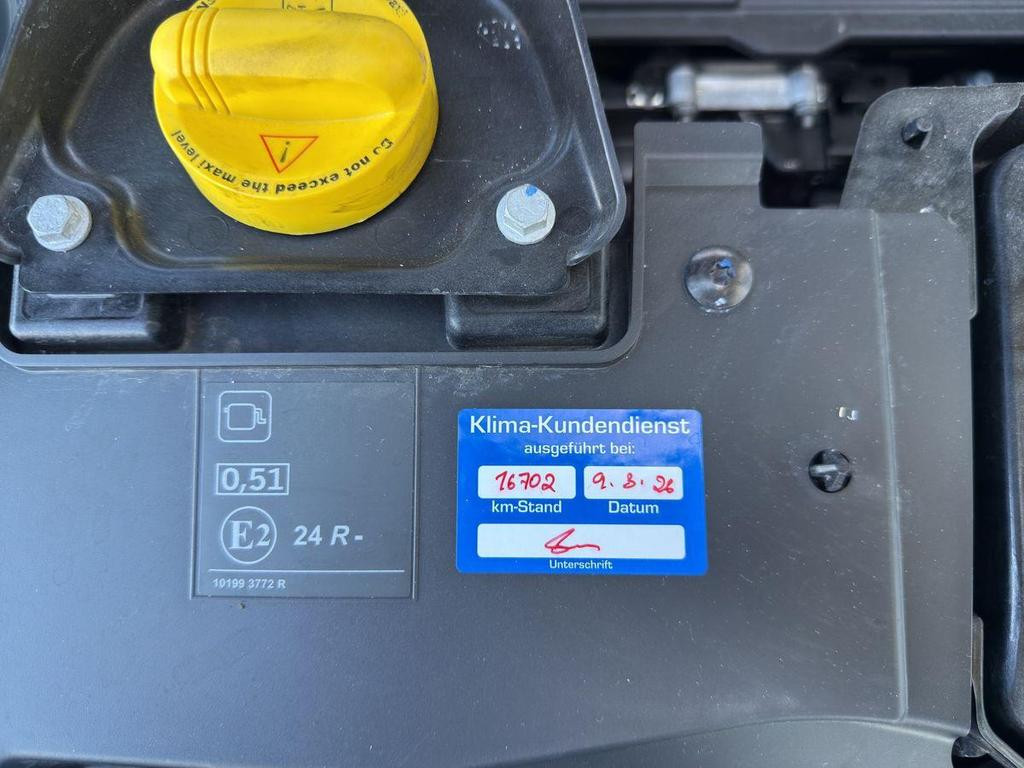 Do not exceed the maxi level
0,51
E2 24 R-
10199 3772 R
Klima-Kundendienst
ausgeführt bei:
16702 9. 3. 26
km-Stand Datum
Unterschrift